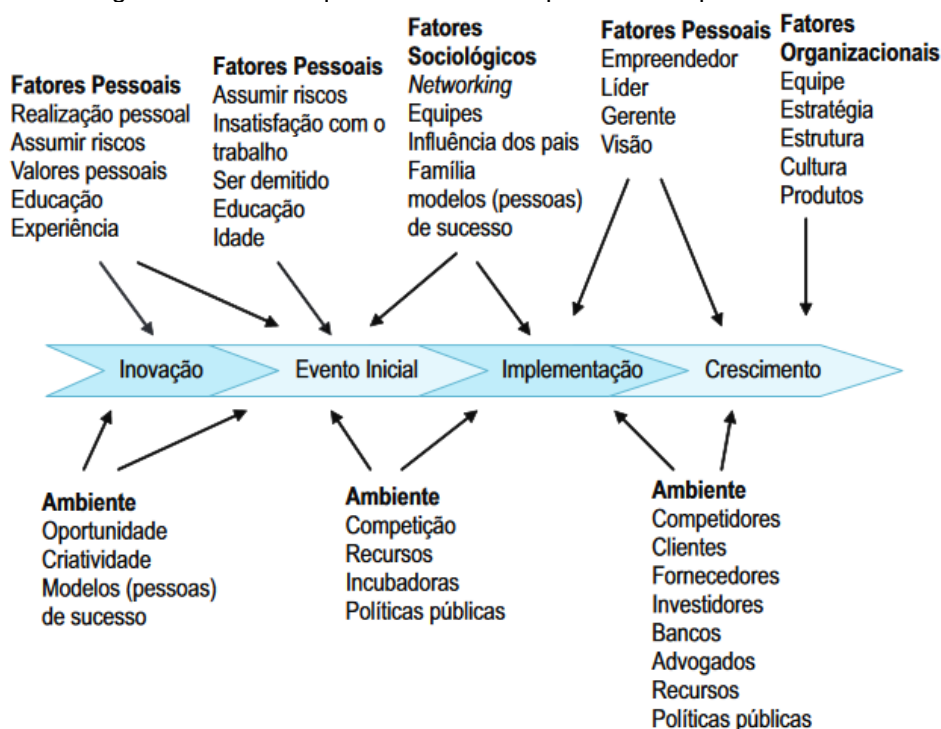 Fatores Pessoais
Realização pessoal
Assumir riscos
Valores pessoais
Educação
Experiência
Fatores Pessoais
Assumir riscos
Insatisfação com o
trabalho
Ser demitido
Educação
Idade
Fatores
Sociológicos
Networking
Equipes
Influência dos pais
Família
modelos (pessoas)
de sucesso
Fatores Pessoais
Empreendedor
Líder
Gerente
Visão
Fatores
Organizacionais
Equipe
Estratégia
Estrutura
Cultura
Produtos
Inovação
Evento Inicial
Implementação
Crescimento
Ambiente
Oportunidade
Criatividade
Modelos (pessoas)
de sucesso
Ambiente
Competição
Recursos
Incubadoras
Políticas públicas
Ambiente
Competidores
Clientes
Fornecedores
Investidores
Bancos
Advogados
Recursos
Políticas públicas